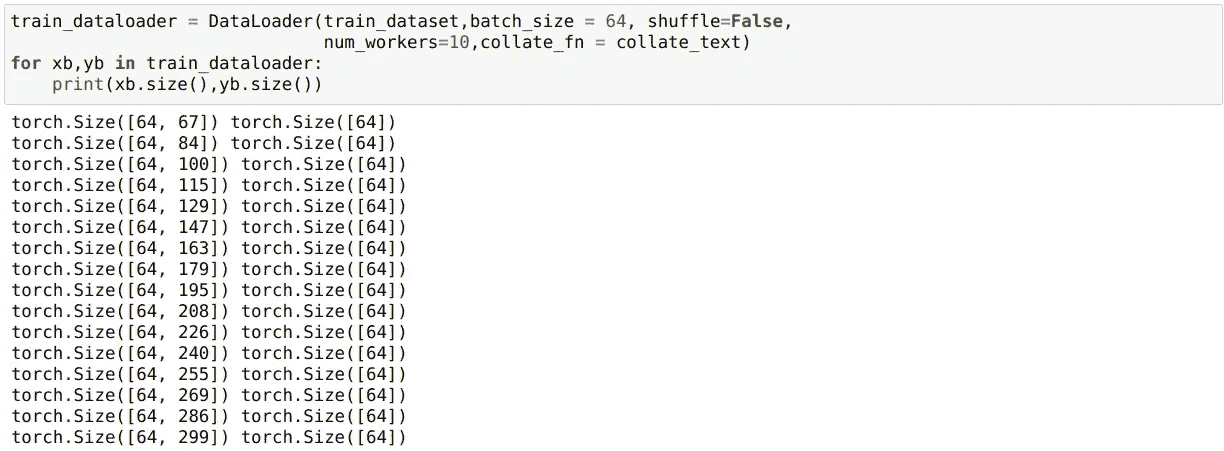 train_dataloader = DataLoader(train_dataset,batch_size = 64, shuffle=False,
                              num_workers=10,collate_fn = collate_text)
for xb,yb in train_dataloader:
    print(xb.size(),yb.size())
torch.Size([64, 67]) torch.Size([64])
torch.Size([64, 84]) torch.Size([64])
torch.Size([64, 100]) torch.Size([64])
torch.Size([64, 115]) torch.Size([64])
torch.Size([64, 129]) torch.Size([64])
torch.Size([64, 147]) torch.Size([64])
torch.Size([64, 163]) torch.Size([64])
torch.Size([64, 179]) torch.Size([64])
torch.Size([64, 195]) torch.Size([64])
torch.Size([64, 208]) torch.Size([64])
torch.Size([64, 226]) torch.Size([64])
torch.Size([64, 240]) torch.Size([64])
torch.Size([64, 255]) torch.Size([64])
torch.Size([64, 269]) torch.Size([64])
torch.Size([64, 286]) torch.Size([64])
torch.Size([64, 299]) torch.Size([64])